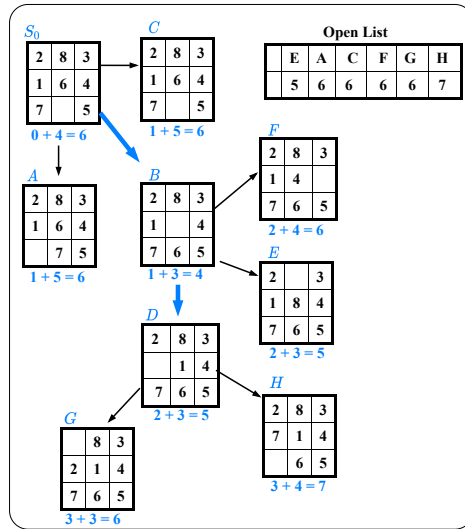 S0
2 8 3
1 6 4
7 5
0 + 4 = 6
C
2 8 3
1 6 4
7 5
1 + 5 = 6
Open List
E A C F G H
5 6 6 6 6 7
A
2 8 3
1 6 4
7 5
1 + 5 = 6
B
2 8 3
1 4
7 6 5
1 + 3 = 4
F
2 8 3
1 4
7 6 5
2 + 4 = 6
E
2 3
1 8 4
7 6 5
2 + 3 = 5
D
2 8 3
1 4
7 6 5
2 + 3 = 5
G
8 3
2 1 4
7 6 5
3 + 3 = 6
H
2 8 3
7 1 4
6 5
3 + 4 = 7